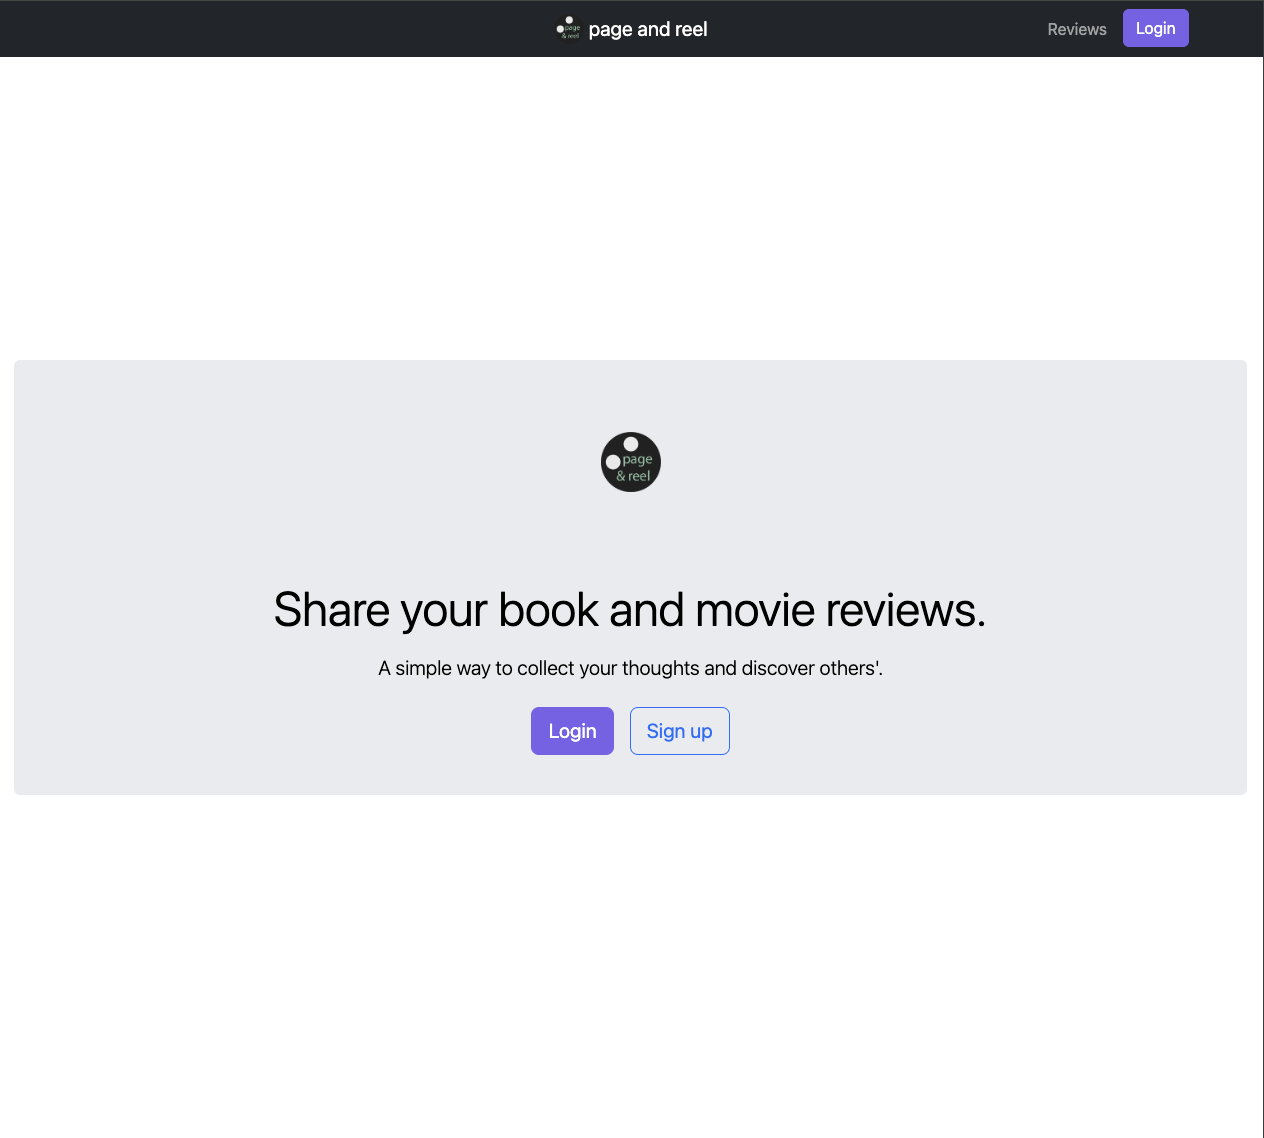 page
& reel
page and reel
Reviews
Login
page
& reel
Share your book and movie reviews.
A simple way to collect your thoughts and discover others'.
Login
Sign up